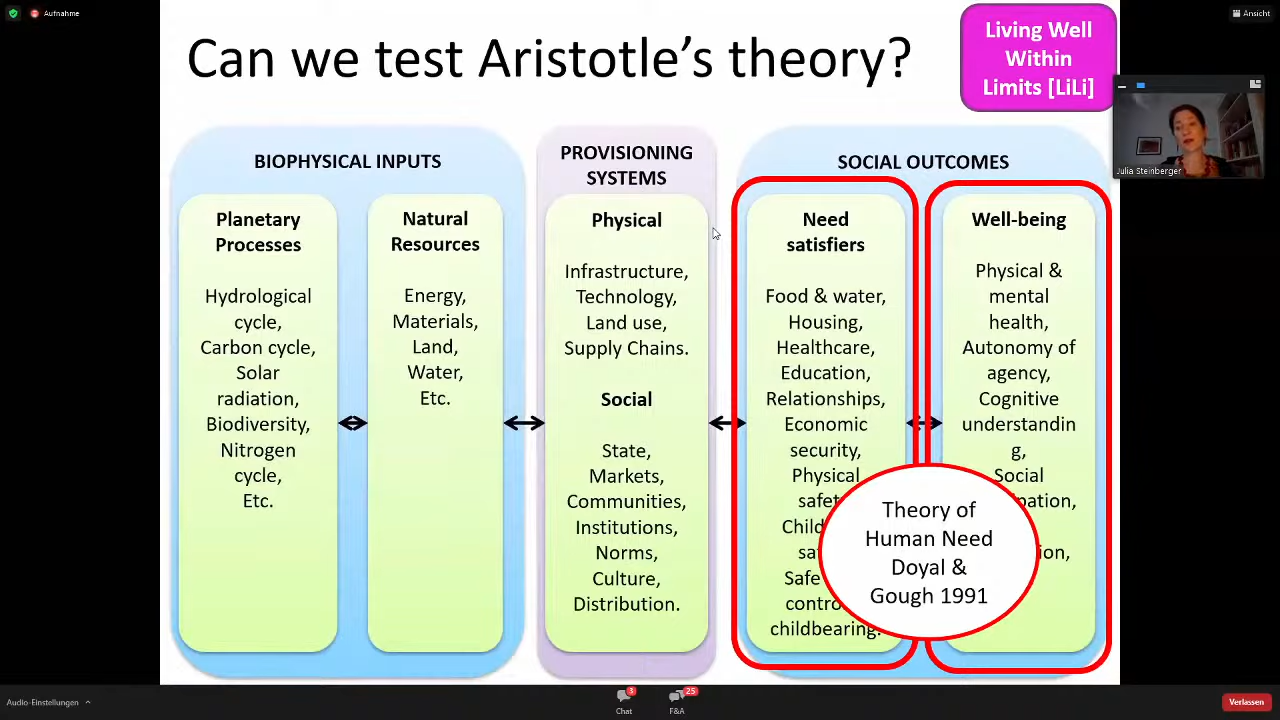 Aufnahme
Ansicht
Can we test Aristotle's theory?
Living Well
Within
Limits [LiLi]
Julia Steinberger
BIOPHYSICAL INPUTS
Planetary
Processes
Hydrological
cycle,
Carbon cycle,
Solar
radiation,
Biodiversity,
Nitrogen
cycle,
Etc.
Natural
Resources
Energy,
Materials,
Land,
Water,
Etc.
PROVISIONING
SYSTEMS
Physical
Infrastructure,
Technology,
Land use,
Supply Chains.
Social
State,
Markets,
Communities,
Institutions,
Norms,
Culture,
Distribution.
SOCIAL OUTCOMES
Need
satisfiers
Food & water,
Housing,
Healthcare,
Education,
Relationships,
Economic
security,
Physical
Safe
childbearing.
Well-being
Physical &
mental
health,
Autonomy of
agency,
Cognitive
understandin
g,
Social
Theory of
Human Need
Doyal &
Gough 1991
Audio-Einstellungen
3
Chat
25
F&A
Verlassen